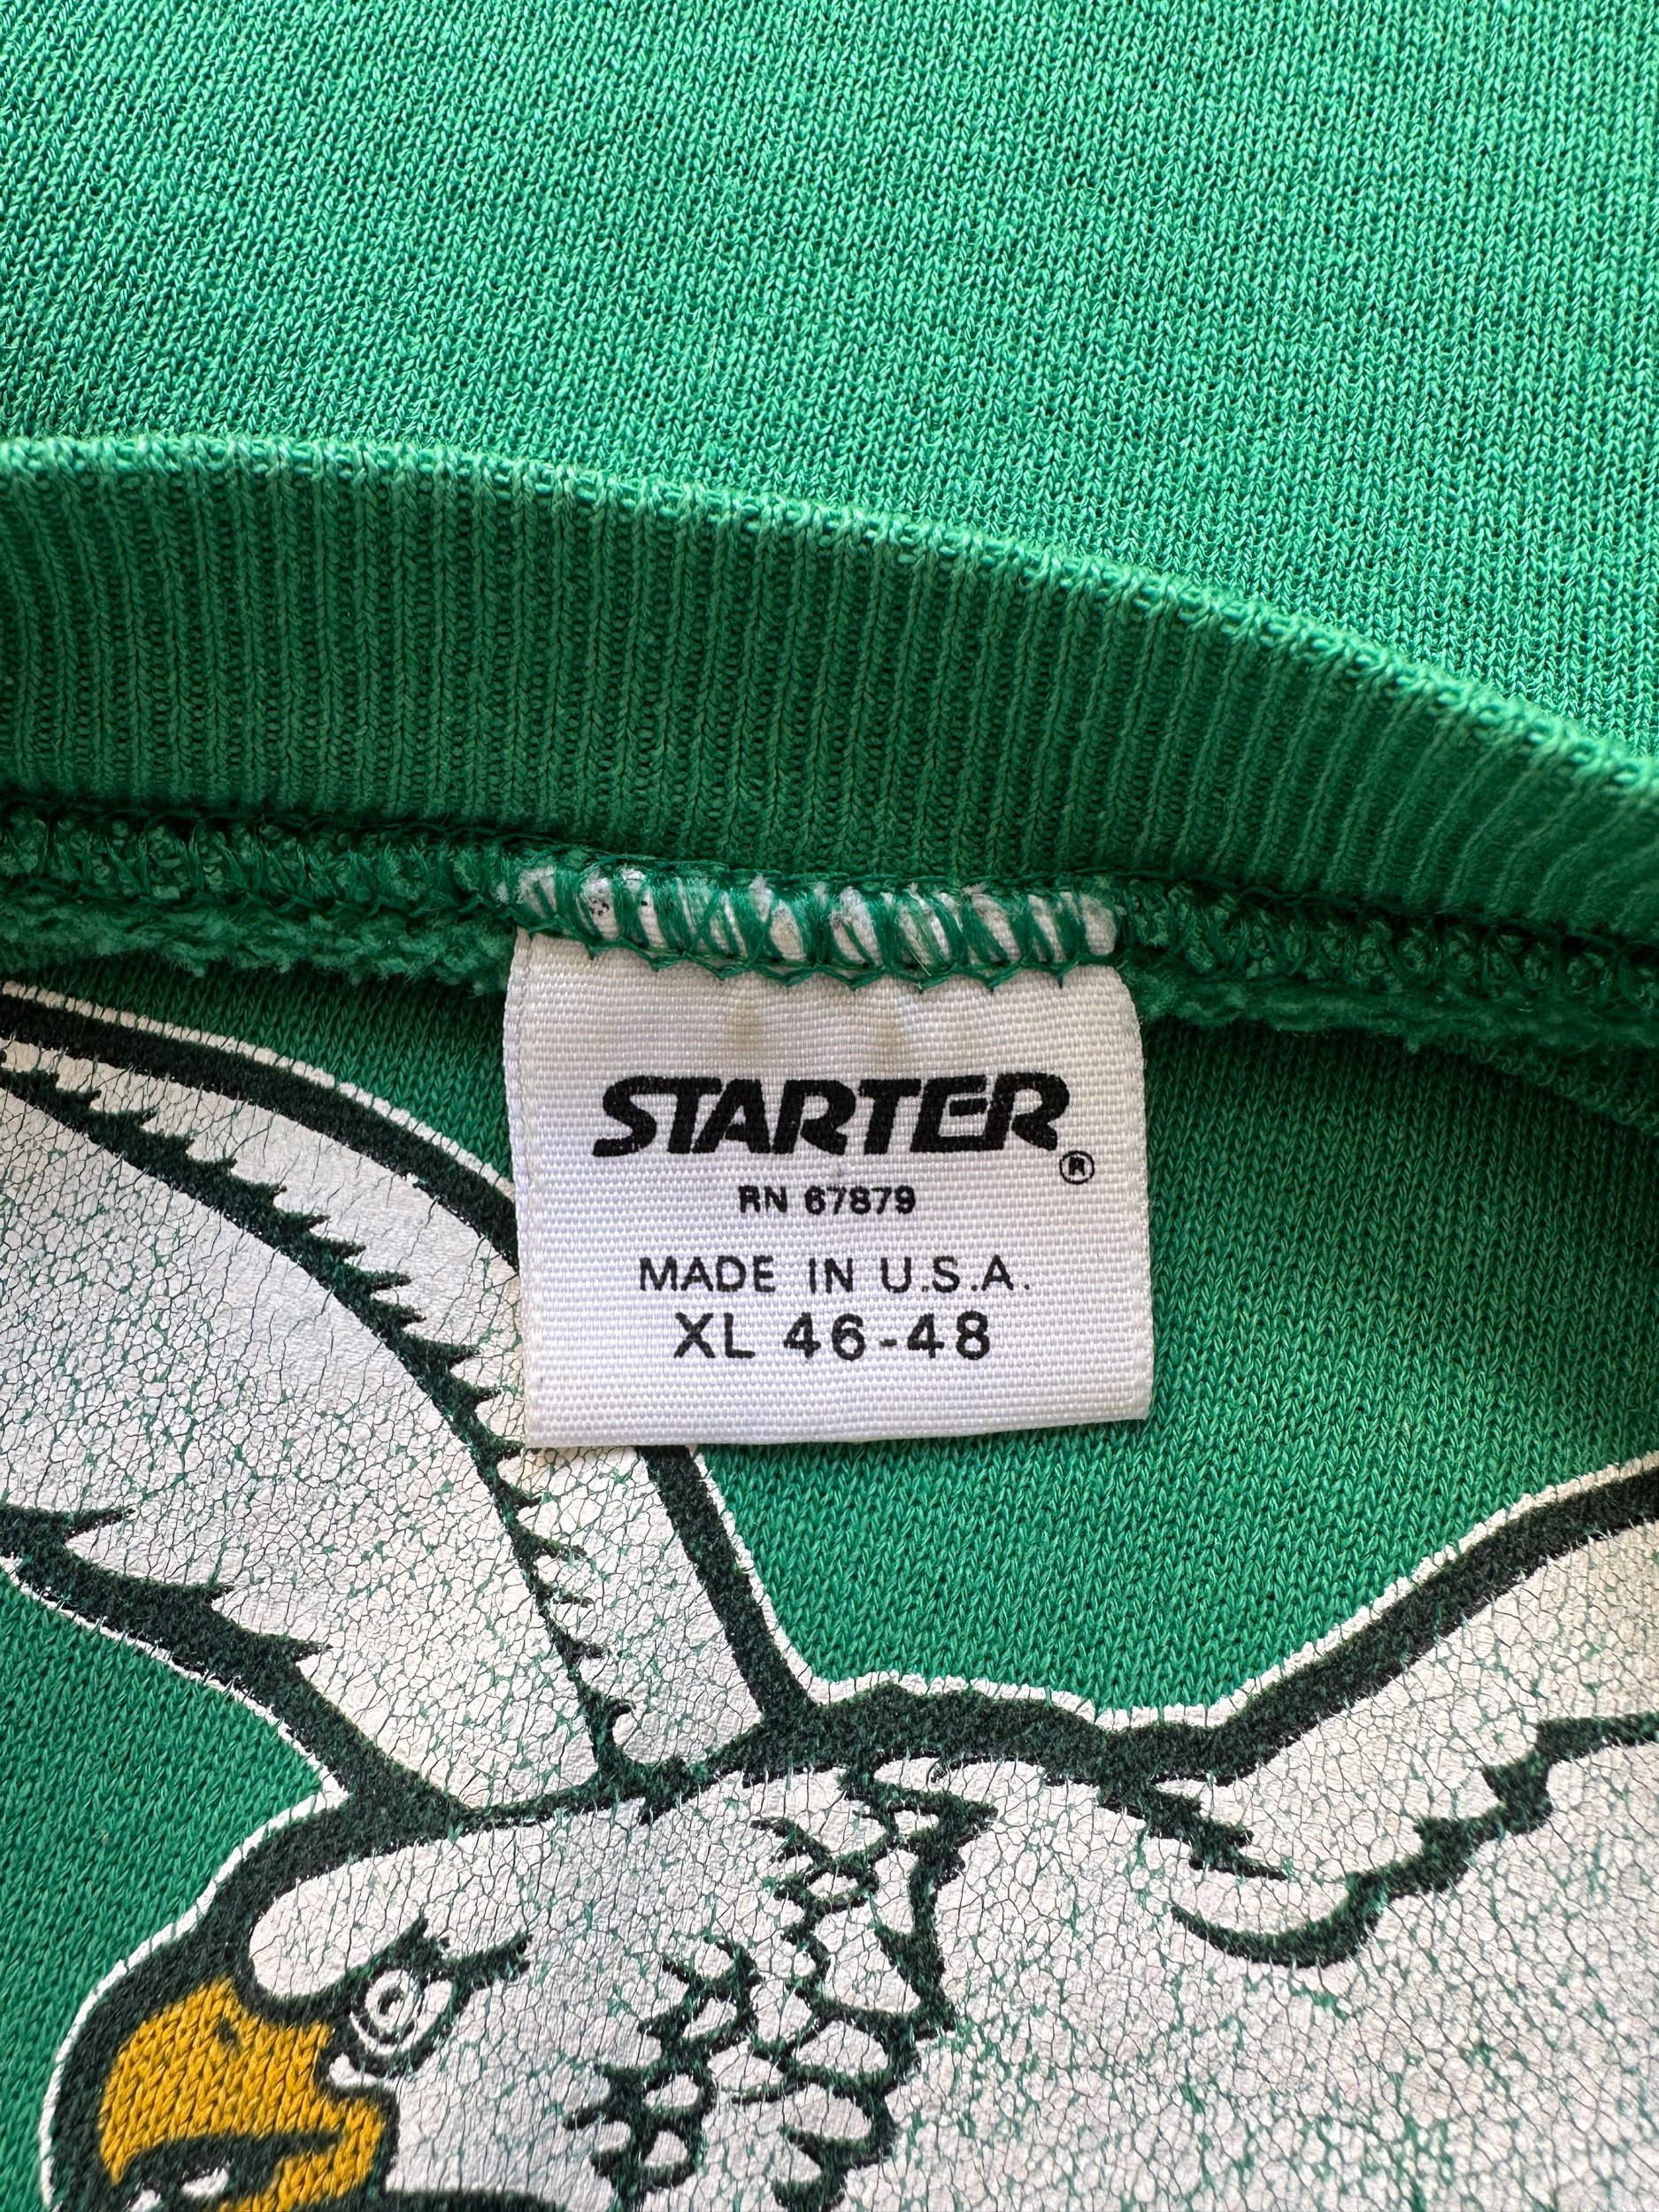 STARTER®
RN 67879
MADE IN U.S.A.
XL 46-48